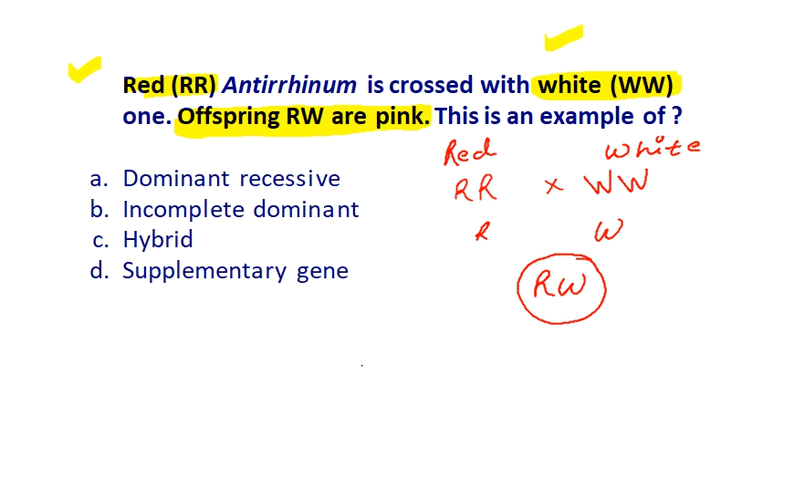 Red (RR) Antirrhinum is crossed with white (WW)
one. Offspring RW are pink. This is an example of ?
a. Dominant recessive
b. Incomplete dominant
c. Hybrid
d. Supplementary gene
Red White
RR x WW
R W
RW